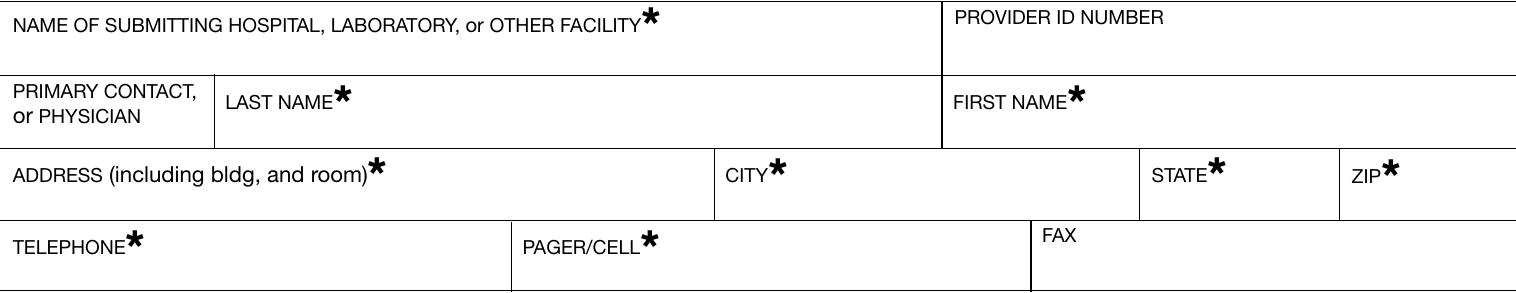 NAME OF SUBMITTING HOSPITAL, LABORATORY, or OTHER FACILITY*
PROVIDER ID NUMBER
PRIMARY CONTACT,
or PHYSICIAN
LAST NAME*
FIRST NAME*
ADDRESS (including bldg, and room)*
CITY*
STATE*
ZIP*
TELEPHONE*
PAGER/CELL*
FAX